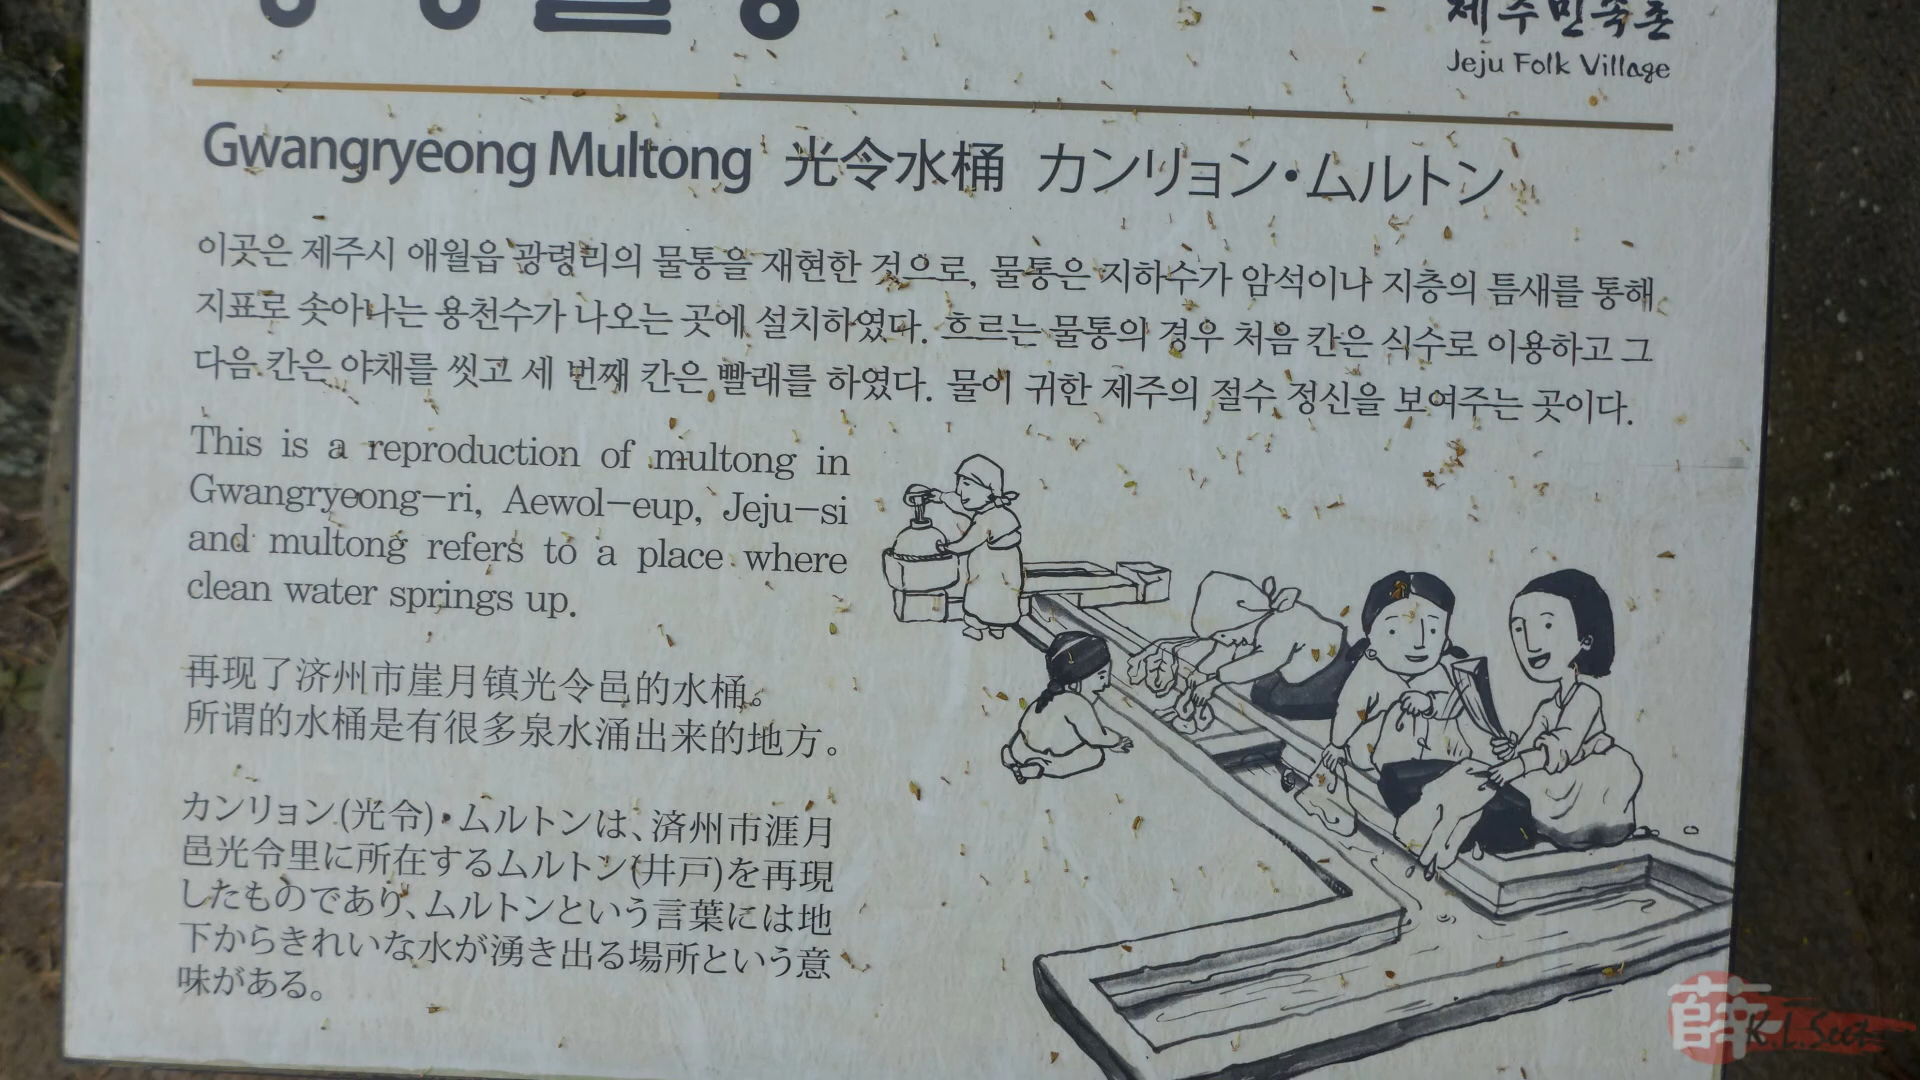 제주민속촌
Jeju Folk Village
Gwangryeong Multong 光令水桶 カンリョン・ムルトン
이곳은 제주시 애월읍 광령리의 물통을 재현한 것으로, 물통은 지하수가 암석이나 지층의 틈새를 통해
지표로 솟아나는 용천수가 나오는 곳에 설치하였다. 흐르는 물통의 경우 처음 칸은 식수로 이용하고 그
다음 칸은 야채를 씻고 세 번째 칸은 빨래를 하였다. 물이 귀한 제주의 절수 정신을 보여주는 곳이다.
This is a reproduction of multong in
Gwangryeong-ri, Aewol-eup, Jeju-si
and multong refers to a place where
clean water springs up.
再现了济州市崖月镇光令邑的水桶。
所谓的水桶是有很多泉水涌出来的地方。
カンリョン(光令)・ムルトンは、済州市涯月
邑光令里に所在するムルトン(井戸)を再現
したものであり、ムルトンという言葉には地
下からきれいな水が湧き出る場所という意
味がある。
薛 R.L.Seet